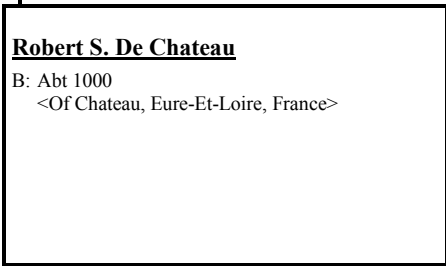 Robert S. De Chateau
B: Abt 1000
<Of Chateau, Eure-Et-Loire, France>